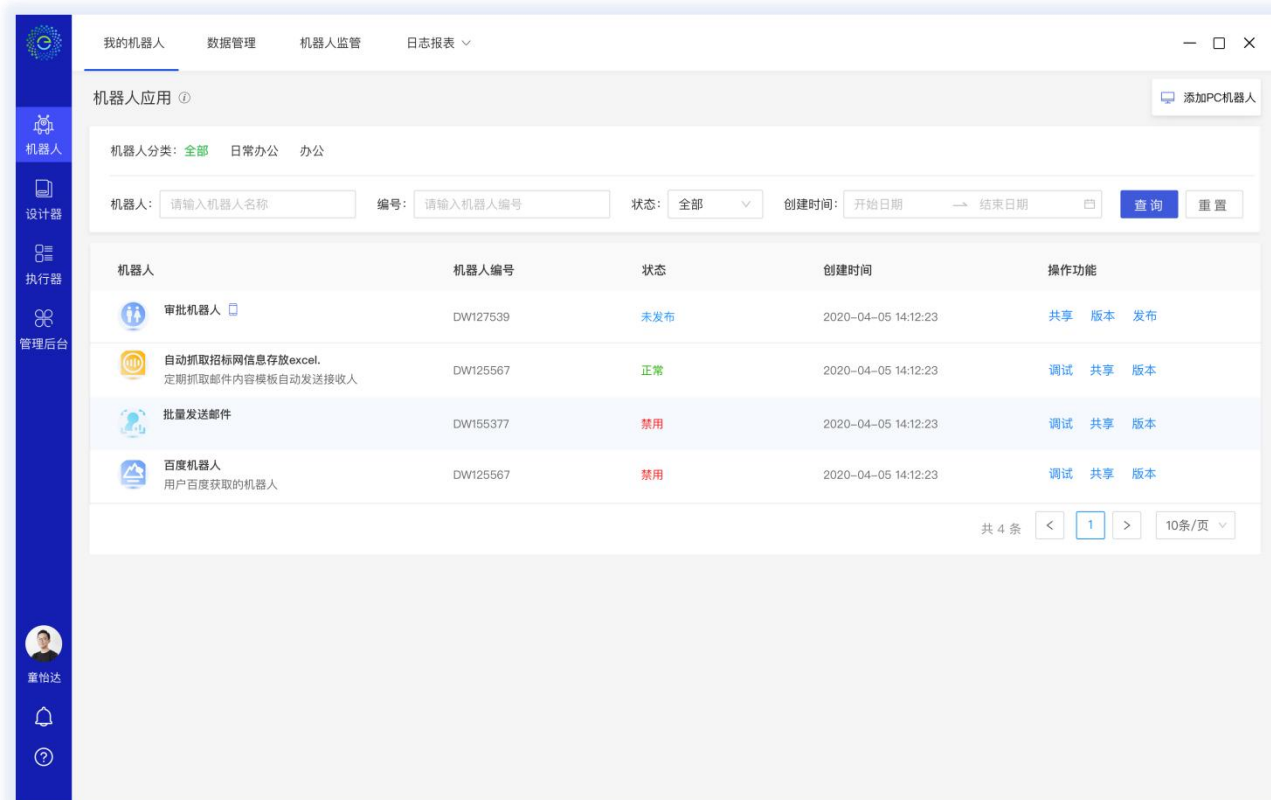 我的机器人 数据管理 机器人监管 日志报表
机器人应用
添加PC机器人
机器人
设计器
执行器
管理后台
机器人分类: 全部 日常办公 办公
机器人: 请输入机器人名称 编号: 请输入机器人编号 状态: 全部 创建时间: 开始日期 结束日期 查询 重置
机器人 机器人编号 状态 创建时间 操作功能
审批机器人 DW127539 未发布 2020-04-05 14:12:23 共享 版本 发布
自动抓取招标网信息存放excel.
定期抓取邮件内容模板自动发送接收人
DW125567 正常 2020-04-05 14:12:23 调试 共享 版本
批量发送邮件 DW155377 禁用 2020-04-05 14:12:23 调试 共享 版本
百度机器人
用户百度获取的机器人
DW125567 禁用 2020-04-05 14:12:23 调试 共享 版本
共 4 条 < 1 > 10条/页
童怡达